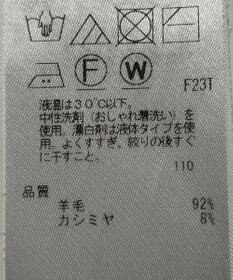 F W F23T
液温は30℃以下。
中性洗剤（おしゃれ着洗い）を
使用。漂白剤は液体タイプを使
用。よくすすぎ、絞りの後すぐ
に干すこと。
110
品質
羊毛 92%
カシミヤ 8%